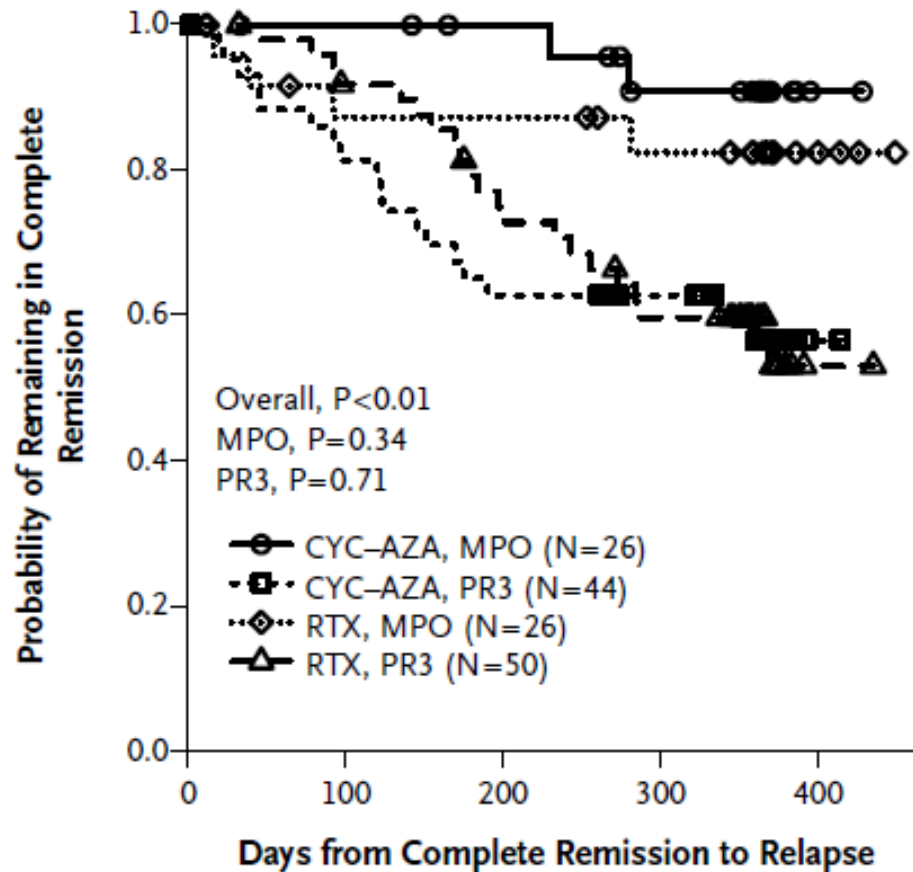 Probability of Remaining in Complete
Remission
1.0
0.8
0.6
0.4
0.2
0.0
Overall, P<0.01
MPO, P=0.34
PR3, P=0.71
CYC–AZA, MPO (N=26)
CYC–AZA, PR3 (N=44)
RTX, MPO (N=26)
RTX, PR3 (N=50)
0 100 200 300 400
Days from Complete Remission to Relapse